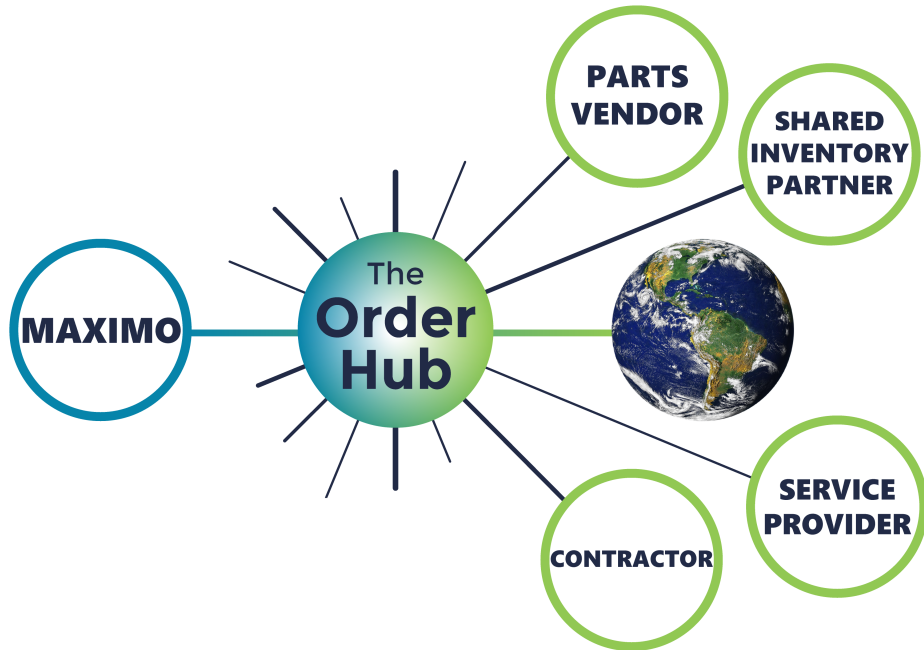 PARTS
VENDOR
SHARED
INVENTORY
PARTNER
MAXIMO
The
Order
Hub
SERVICE
PROVIDER
CONTRACTOR